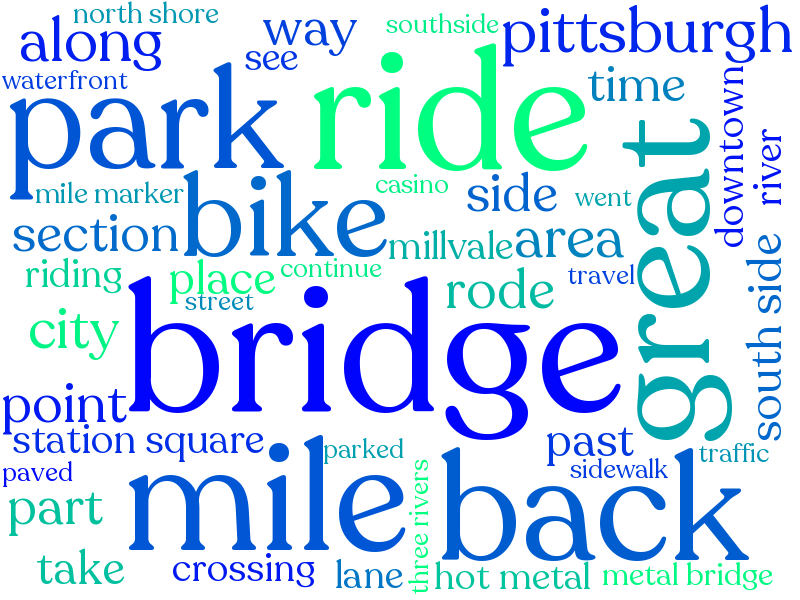 north shore
along
way
southside
pittsburgh
see
waterfront
park
ride
time
downtown
river
great
mile marker
bike
casino
side
went
section
millvale
area
riding
place
continue
travel
street
rode
city
bridge
south side
point
station square
parked
past
traffic
paved
mile
three rivers
back
sidewalk
part
take
crossing
lane
hot metal
metal bridge